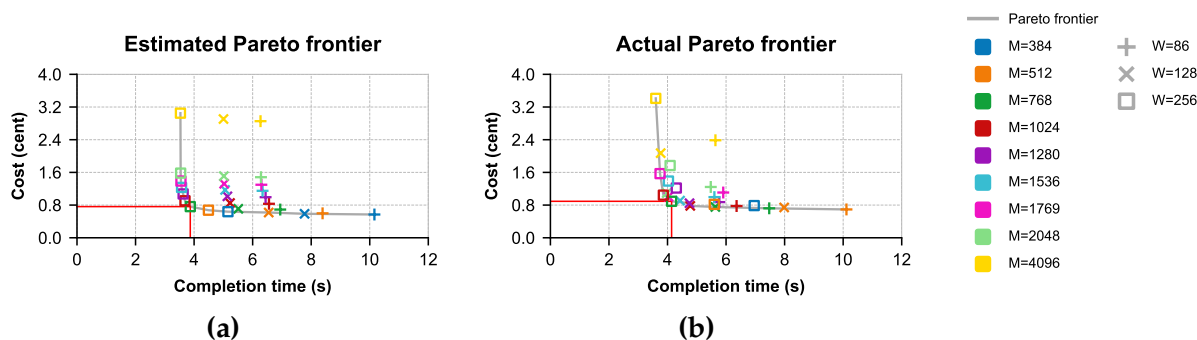 Estimated Pareto frontier
4.0
3.2
2.4
1.6
0.8
0.0
Cost (cent)
0 2 4 6 8 10 12
Completion time (s)
(a)
Actual Pareto frontier
4.0
3.2
2.4
1.6
0.8
0.0
Cost (cent)
0 2 4 6 8 10 12
Completion time (s)
(b)
Pareto frontier
M=384
M=512
M=768
M=1024
M=1280
M=1536
M=1769
M=2048
M=4096
W=86
W=128
W=256